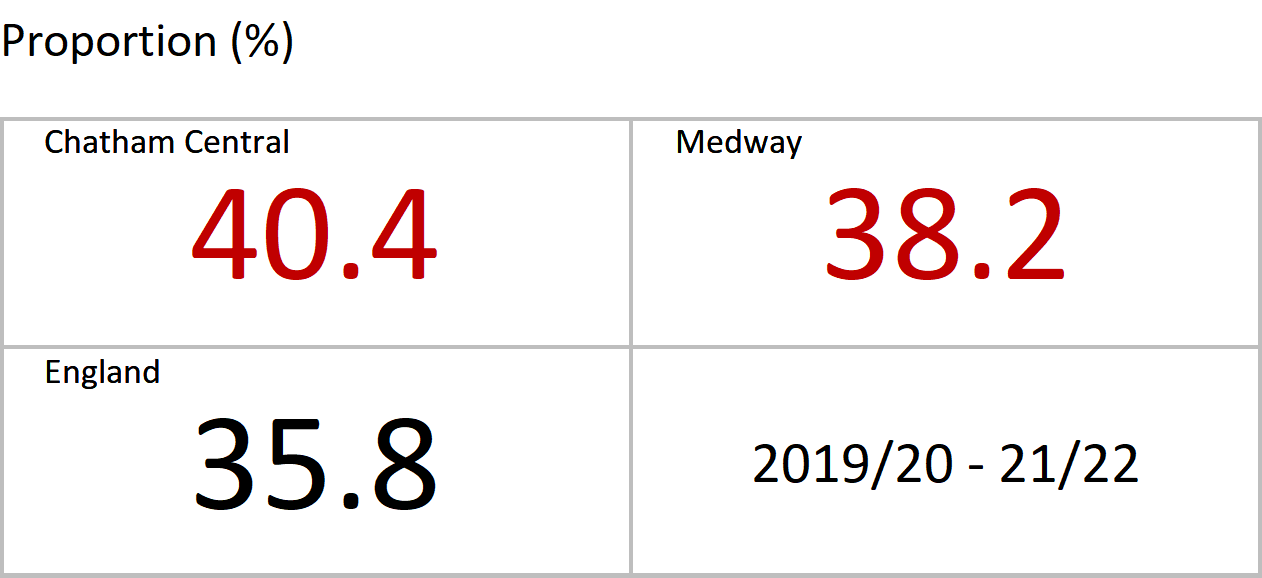 Proportion (%)
Chatham Central
40.4
Medway
38.2
England
35.8
2019/20 - 21/22